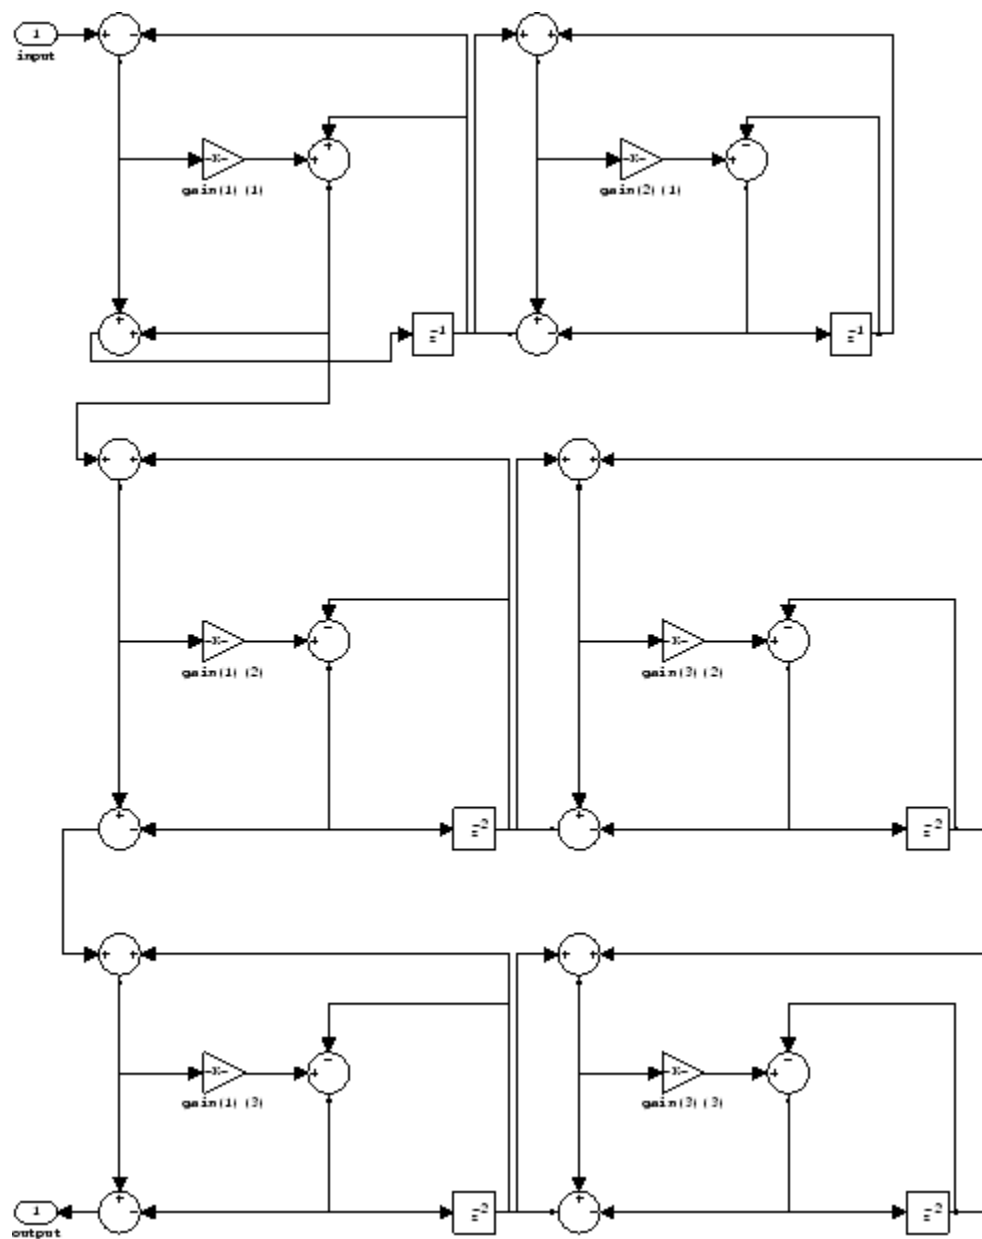 1
input
-K-
-K-
gain(1)(1)
gain(2)(1)
z-1
z-1
-K-
-K-
gain(1)(2)
gain(3)(2)
z-2
z-2
-K-
-K-
gain(1)(3)
gain(3)(3)
1
z-2
z-2
output